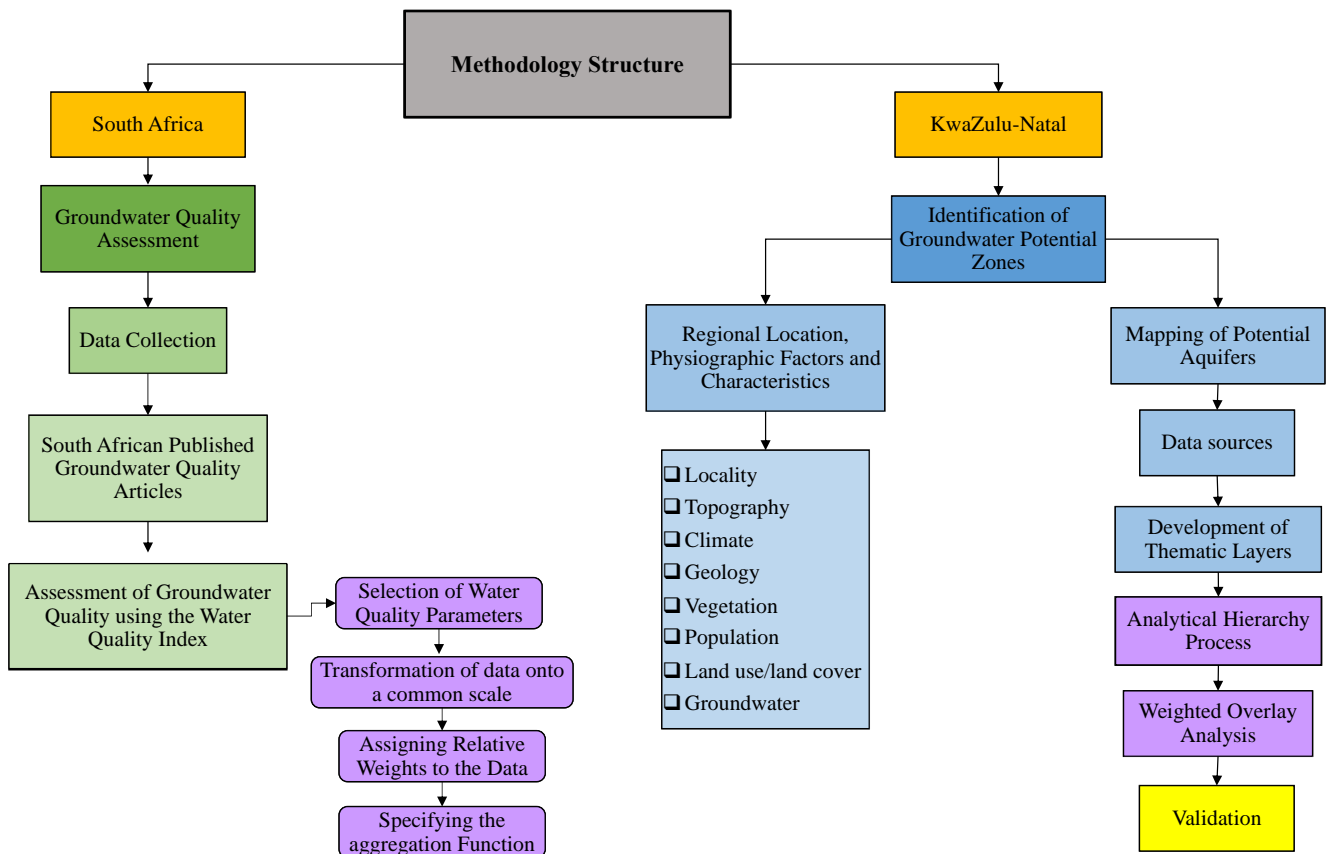 Methodology Structure
South Africa
Groundwater Quality
Assessment
Data Collection
South African Published
Groundwater Quality
Articles
Assessment of Groundwater
Quality using the Water
Quality Index
Selection of Water
Quality Parameters
Transformation of data onto
a common scale
Assigning Relative
Weights to the Data
Specifying the
aggregation Function
KwaZulu-Natal
Identification of
Groundwater Potential
Zones
Regional Location,
Physiographic Factors and
Characteristics
❑ Locality
❑ Topography
❑ Climate
❑ Geology
❑ Vegetation
❑ Population
❑ Land use/land cover
❑ Groundwater
Mapping of Potential
Aquifers
Data sources
Development of
Thematic Layers
Analytical Hierarchy
Process
Weighted Overlay
Analysis
Validation